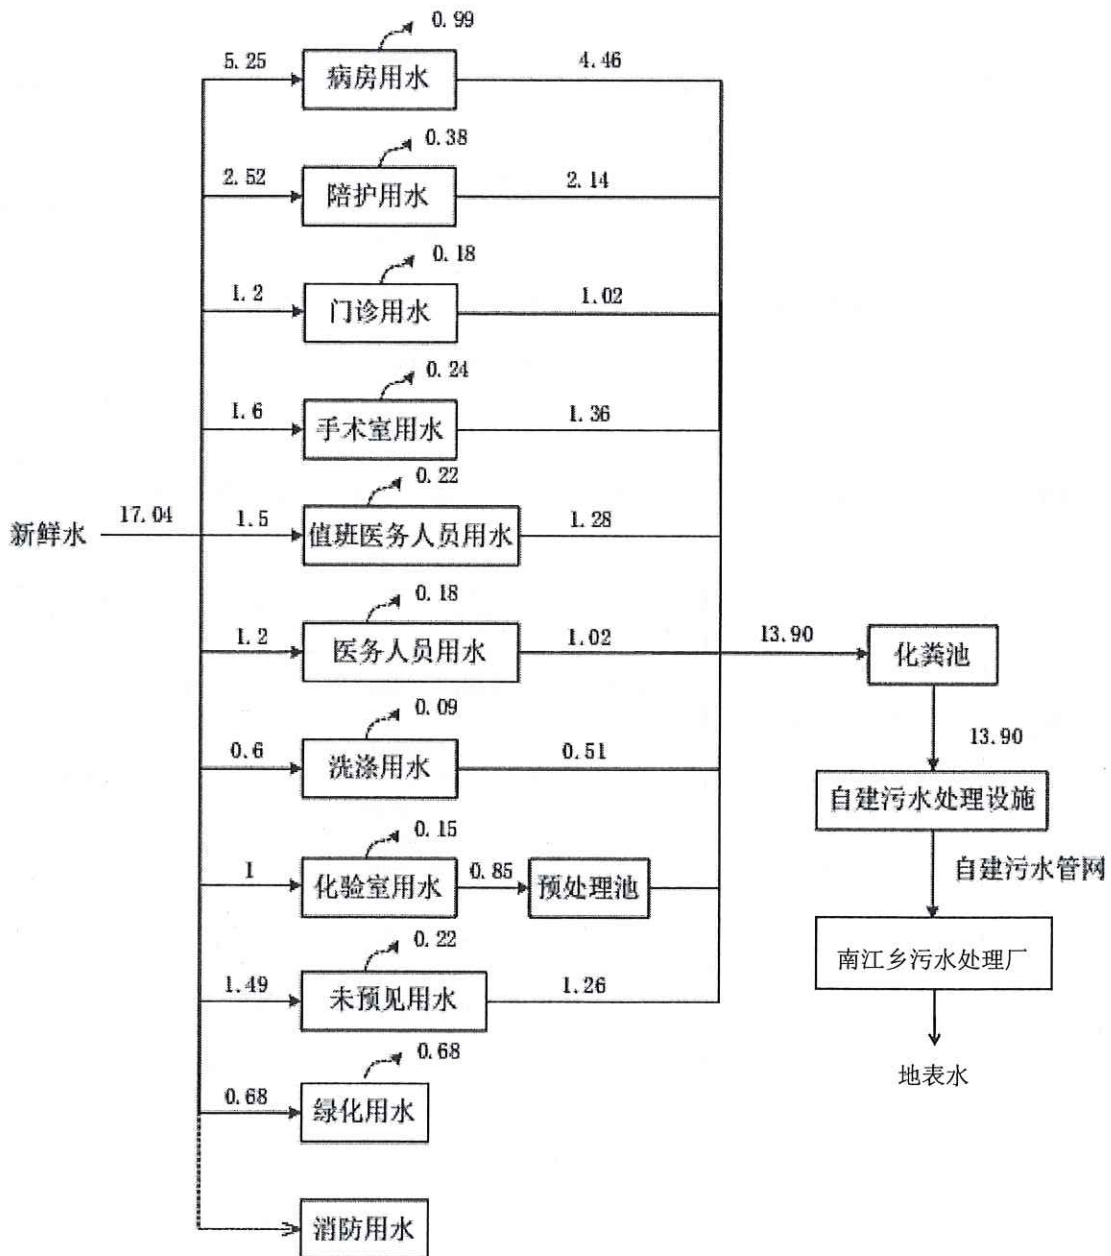 0.99
5.25
病房用水
4.46
0.38
2.52
陪护用水
2.14
0.18
1.2
门诊用水
1.02
0.24
1.6
手术室用水
1.36
0.22
新鲜水
17.04
1.5
值班医务人员用水
1.28
0.18
1.2
医务人员用水
1.02
13.90
化粪池
0.09
13.90
0.6
洗涤用水
0.51
自建污水处理设施
0.15
自建污水管网
1
化验室用水
0.85
预处理池
0.22
南江乡污水处理厂
1.49
未预见用水
1.26
0.68
地表水
0.68
绿化用水
消防用水